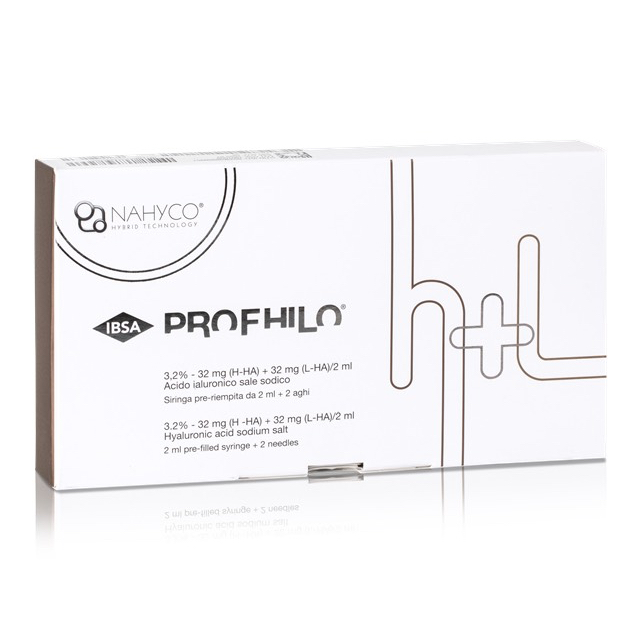 NAHYCO®
HYBRID TECHNOLOGY
IBSA PROFHILO®
3,2% - 32 mg (H-HA) + 32 mg (L-HA)/2 ml
Acido ialuronico sale sodico
Siringa pre-riempita da 2 ml + 2 aghi
3.2% - 32 mg (H -HA) + 32 mg (L-HA)/2 ml
Hyaluronic acid sodium salt
2 ml pre-filled syringe + 2 needles
h+L